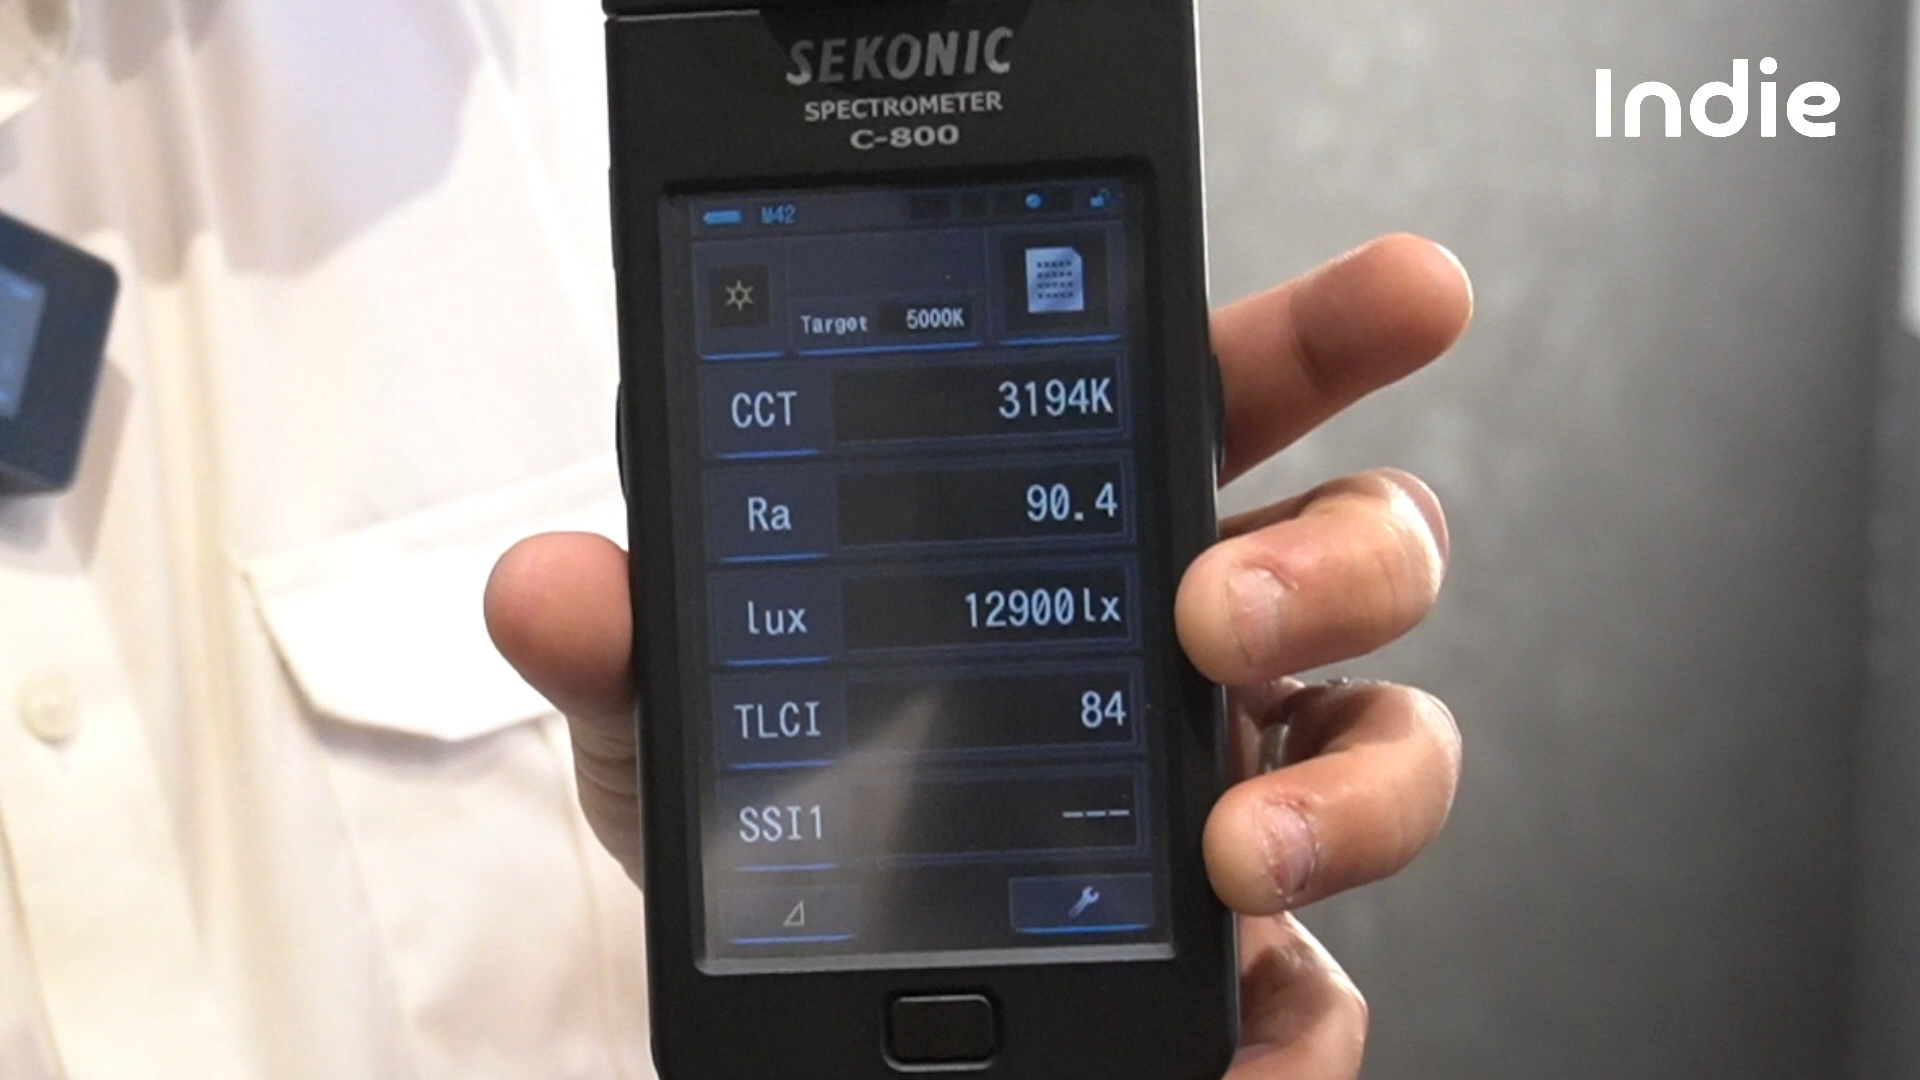 SEKONIC
SPECTROMETER
C-800
Indie
M42
Target 5000K
CCT 3194K
Ra 90.4
lux 12900lx
TLCI 84
SSI1 ---